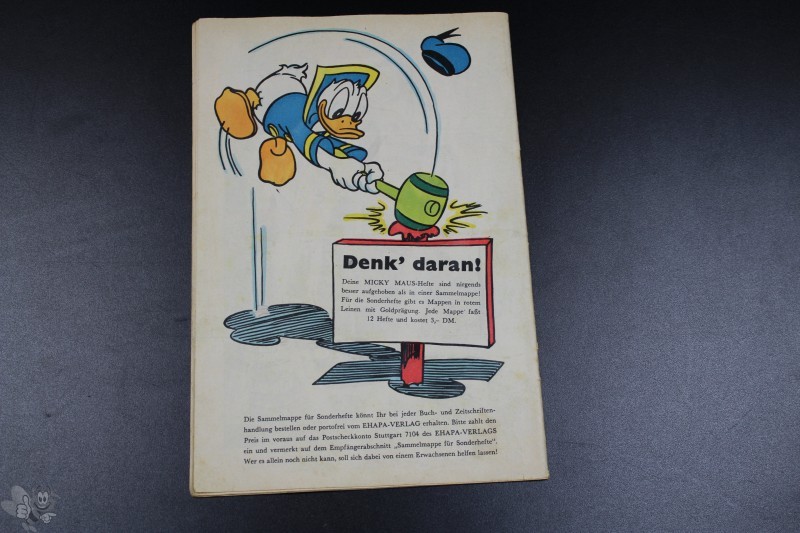 Denk’ daran!
Deine MICKY MAUS-Hefte sind nirgends
besser aufgehoben als in einer Sammelmappe!
Für die Sonderhefte gibt es Mappen in rotem
Leinen mit Goldprägung. Jede Mappe faßt
12 Hefte und kostet 3,– DM.
Die Sammelmappe für Sonderhefte könnt Ihr bei jeder Buch- und Zeitschriften-
handlung bestellen oder portofrei vom EHAPA-VERLAG erhalten. Bitte zahlt den
Preis im voraus auf das Postscheckkonto Stuttgart 7104 des EHAPA-VERLAGS
ein und vermerkt auf dem Empfängerabschnitt „Sammelmappe für Sonderhefte“.
Wer es allein noch nicht kann, soll sich dabei von einem Erwachsenen helfen lassen!